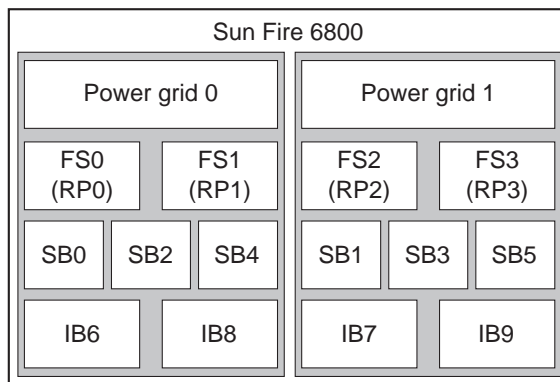 Sun Fire 6800
Power grid 0
Power grid 1
FS0
(RP0)
FS1
(RP1)
FS2
(RP2)
FS3
(RP3)
SB0
SB2
SB4
SB1
SB3
SB5
IB6
IB8
IB7
IB9